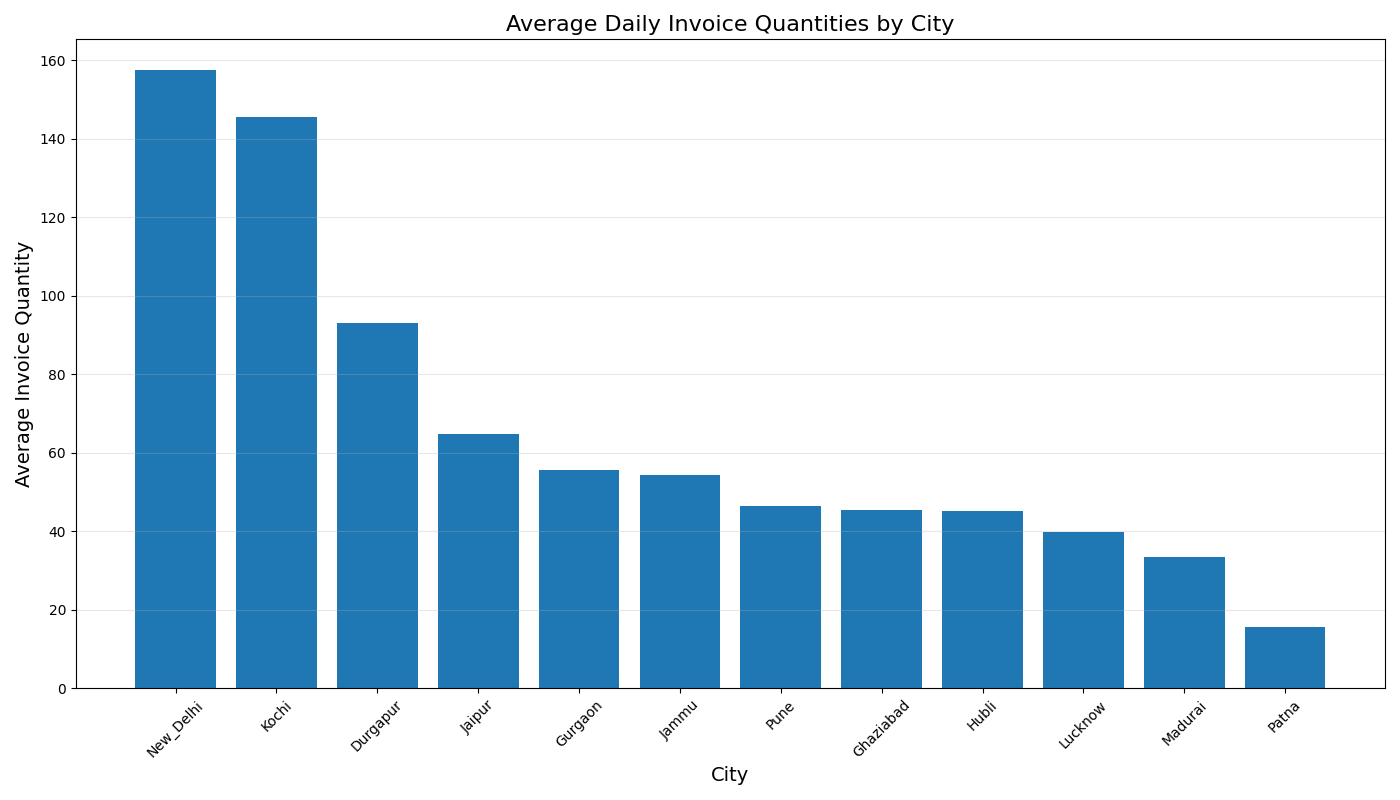 Average Daily Invoice Quantities by City
Average Invoice Quantity
160
140
120
100
80
60
40
20
0
New_Delhi
Kochi
Durgapur
Jaipur
Gurgaon
Jammu
Pune
Ghaziabad
Hubli
Lucknow
Madurai
Patna
City